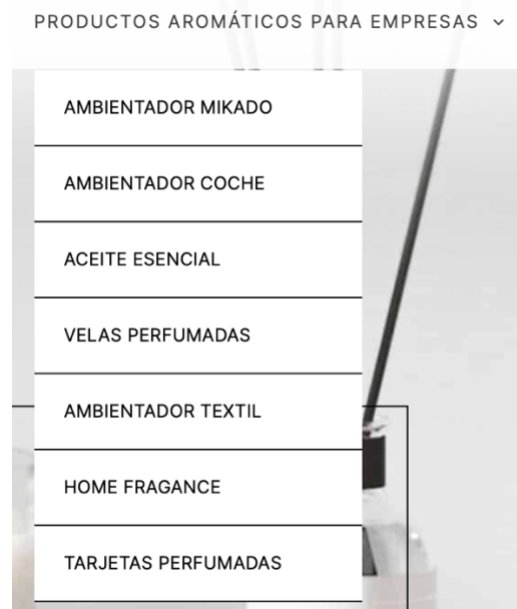 PRODUCTOS AROMÁTICOS PARA EMPRESAS
AMBIENTADOR MIKADO
AMBIENTADOR COCHE
ACEITE ESENCIAL
VELAS PERFUMADAS
AMBIENTADOR TEXTIL
HOME FRAGANCE
TARJETAS PERFUMADAS